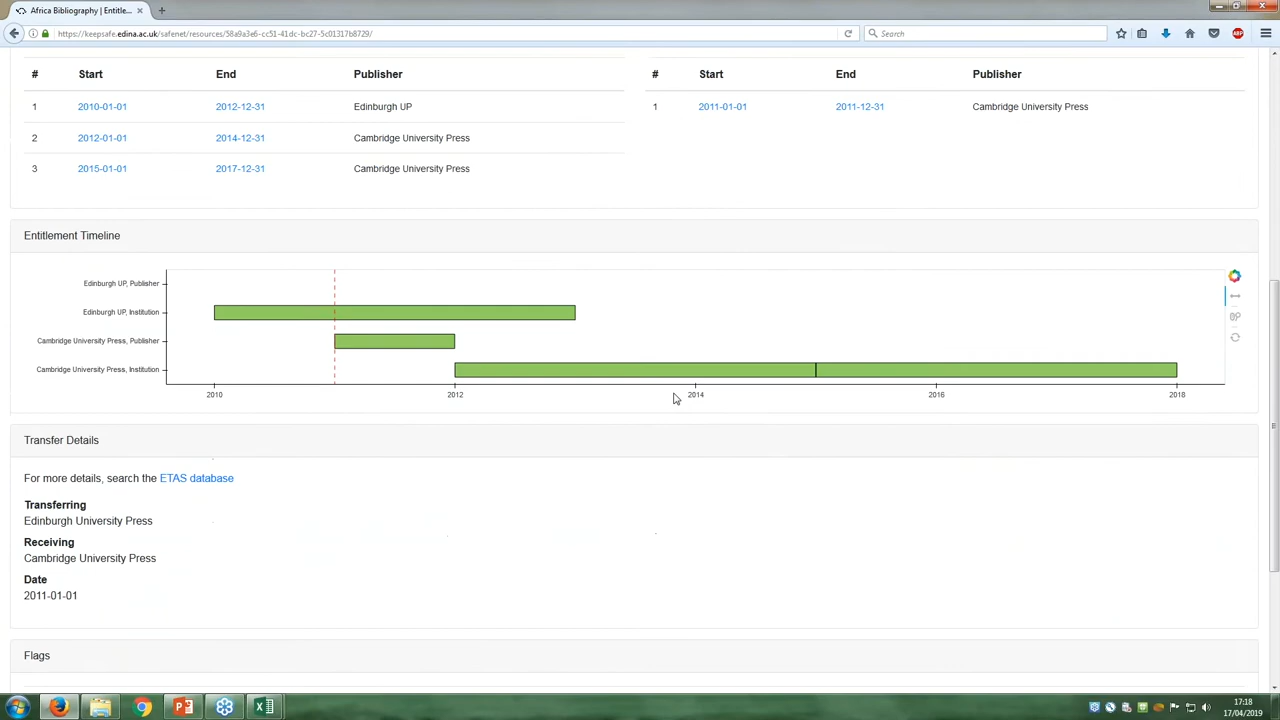 Africa Bibliography | Entitle...
https://keepsafe.edina.ac.uk/safenet/resources/58a9a3e6-cc51-41dc-bc27-5c01317b8729/
Search
ABP
# Start End Publisher
1 2010-01-01 2012-12-31 Edinburgh UP
2 2012-01-01 2014-12-31 Cambridge University Press
3 2015-01-01 2017-12-31 Cambridge University Press
# Start End Publisher
1 2011-01-01 2011-12-31 Cambridge University Press
Entitlement Timeline
Edinburgh UP, Publisher
Edinburgh UP, Institution
Cambridge University Press, Publisher
Cambridge University Press, Institution
2010 2012 2014 2016 2018
Transfer Details
For more details, search the ETAS database
Transferring
Edinburgh University Press
Receiving
Cambridge University Press
Date
2011-01-01
Flags
17:18
17/04/2019